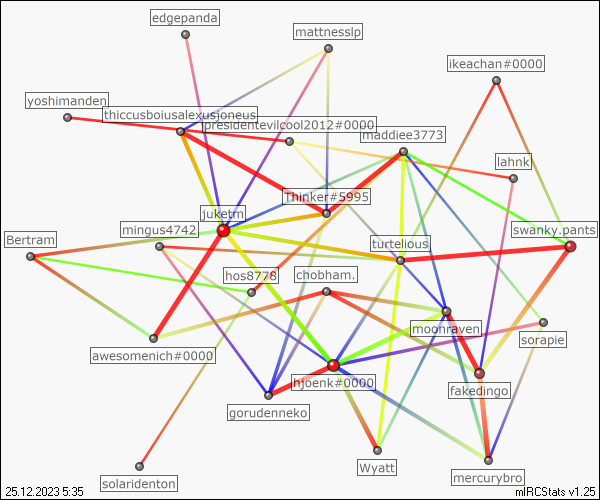 edgepanda
mattnesslp
ikeachan#0000
yoshimanden
thiccusboiusalexusjoneus
presidentevilcool2012#0000
maddiee3773
lahnk
Thinker#5995
juketm
mingus4742
Bertram
swanky.pants
turtelious
hos8778
chobham.
moonraven
sorapie
awesomenich#0000
hjoenk#0000
fakedingo
gorudenneko
Wyatt
mercurybro
solaridenton
25.12.2023 5:35
mIRCStats v1.25